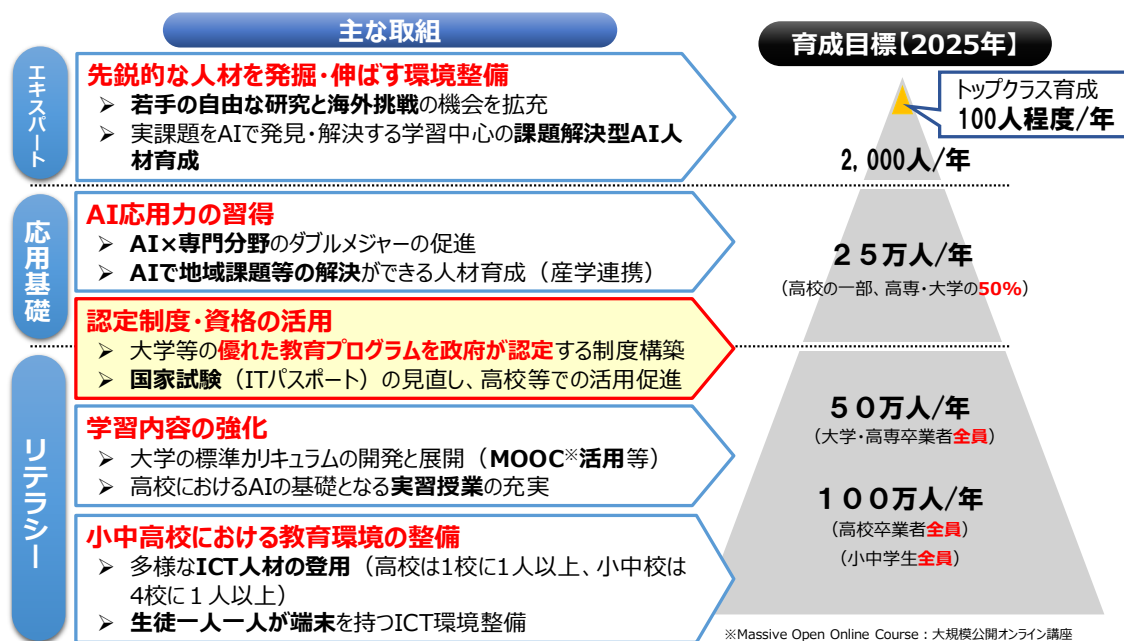 主な取組
育成目標【2025年】
エキスパート
先鋭的な人材を発掘・伸ばす環境整備
➢ 若手の自由な研究と海外挑戦の機会を拡充
➢ 実課題をAIで発見・解決する学習中心の課題解決型AI人
材育成
トップクラス育成
100人程度/年
2,000人/年
応用基礎
AI応用力の習得
➢ AI×専門分野のダブルメジャーの促進
➢ AIで地域課題等の解決ができる人材育成（産学連携）
２５万人/年
（高校の一部、高専・大学の50%）
認定制度・資格の活用
➢ 大学等の優れた教育プログラムを政府が認定する制度構築
➢ 国家試験（ITパスポート）の見直し、高校等での活用促進
リテラシー
学習内容の強化
➢ 大学の標準カリキュラムの開発と展開（MOOC※活用等）
➢ 高校におけるAIの基礎となる実習授業の充実
５０万人/年
（大学・高専卒業者全員）
１００万人/年
（高校卒業者全員）
（小中学生全員）
小中高校における教育環境の整備
➢ 多様なICT人材の登用（高校は1校に1人以上、小中校は
4校に１人以上）
➢ 生徒一人一人が端末を持つICT環境整備
※Massive Open Online Course：大規模公開オンライン講座